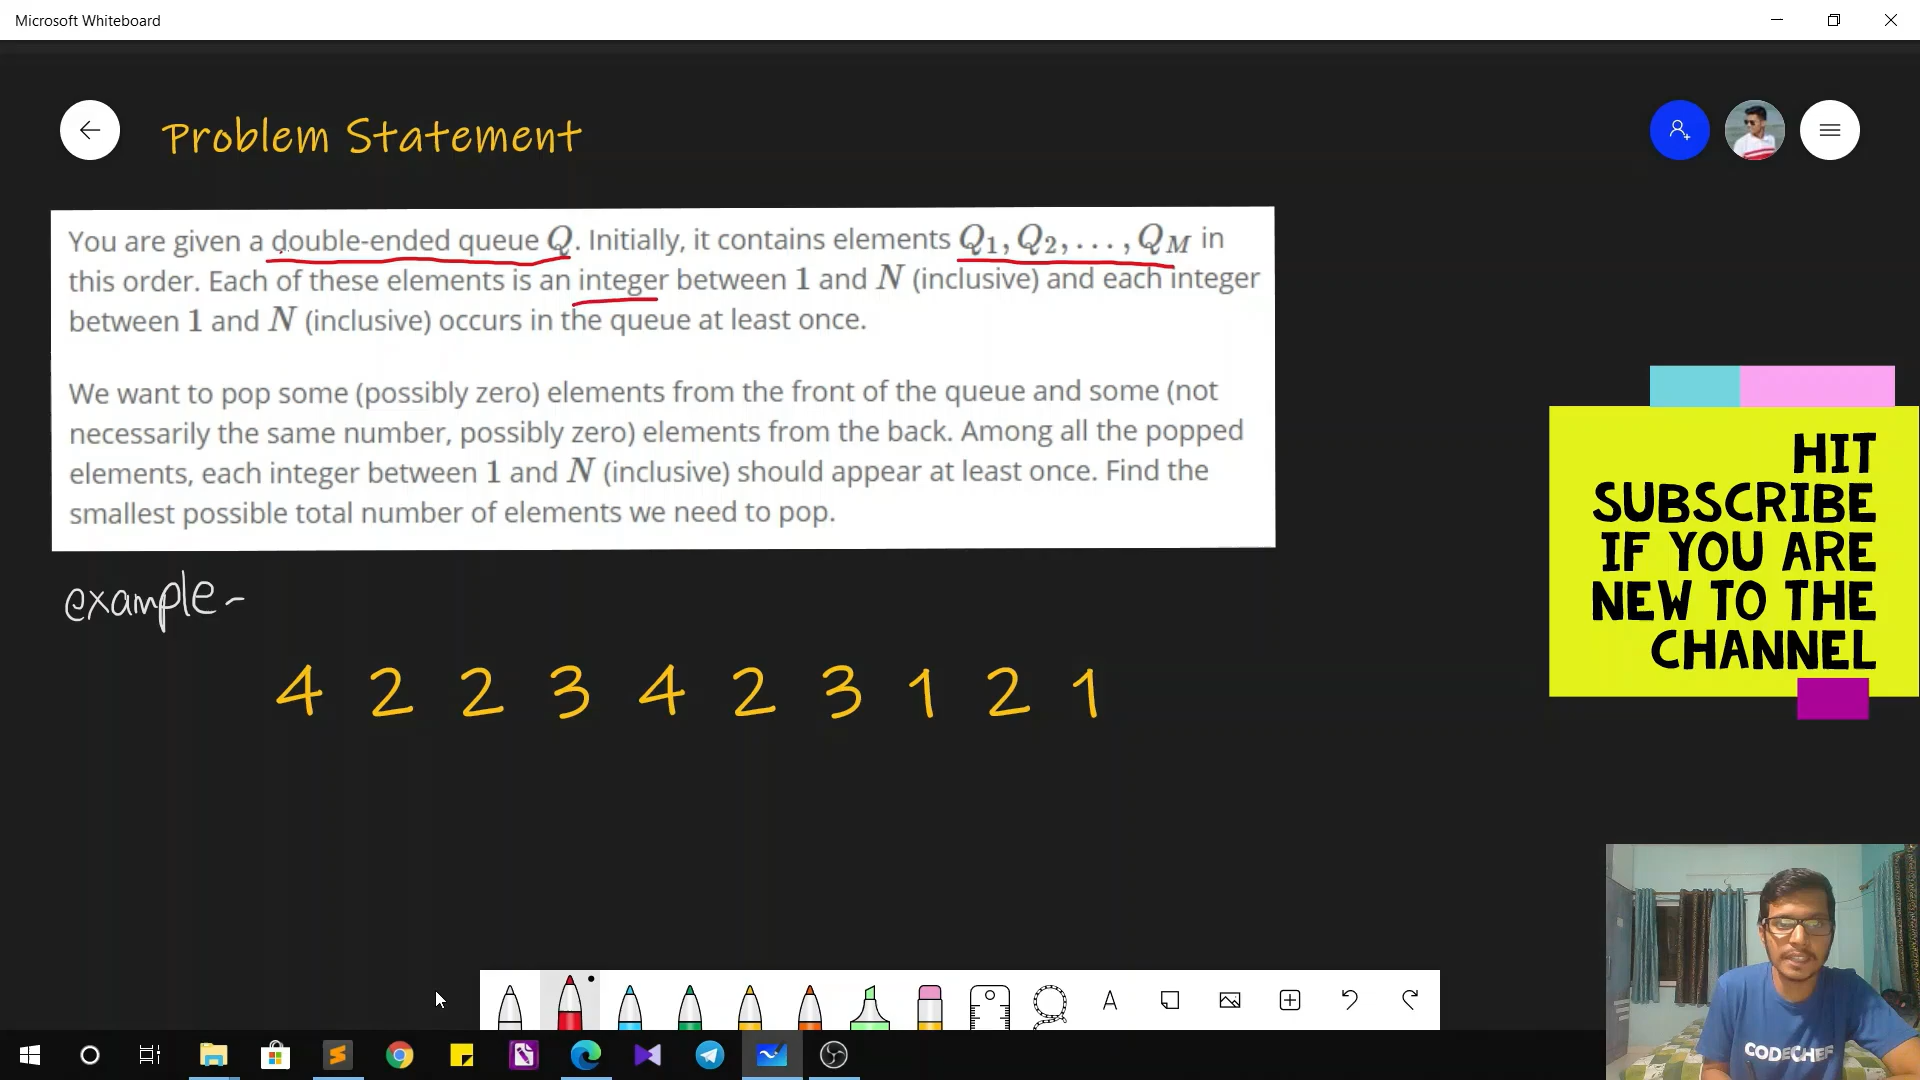 Microsoft Whiteboard
Problem Statement
You are given a double-ended queue Q. Initially, it contains elements Q1, Q2, ..., QM in
this order. Each of these elements is an integer between 1 and N (inclusive) and each integer
between 1 and N (inclusive) occurs in the queue at least once.
We want to pop some (possibly zero) elements from the front of the queue and some (not
necessarily the same number, possibly zero) elements from the back. Among all the popped
elements, each integer between 1 and N (inclusive) should appear at least once. Find the
smallest possible total number of elements we need to pop.
example-
4 2 2 3 4 2 3 1 2 1
HIT
SUBSCRIBE
IF YOU ARE
NEW TO THE
CHANNEL
CODECHEF